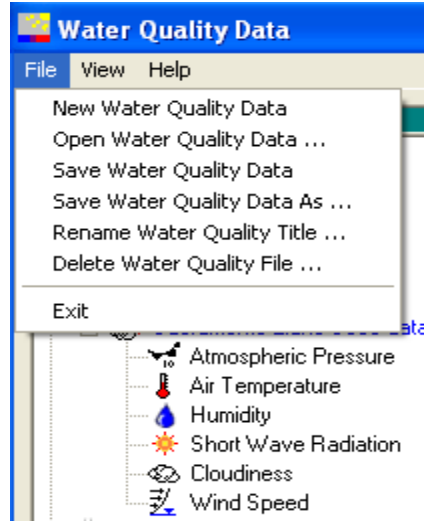 Water Quality Data
File View Help
New Water Quality Data
Open Water Quality Data ...
Save Water Quality Data
Save Water Quality Data As ...
Rename Water Quality Title ...
Delete Water Quality File ...
Exit
Atmospheric Pressure
10
Air Temperature
Humidity
Short Wave Radiation
Cloudiness
Wind Speed